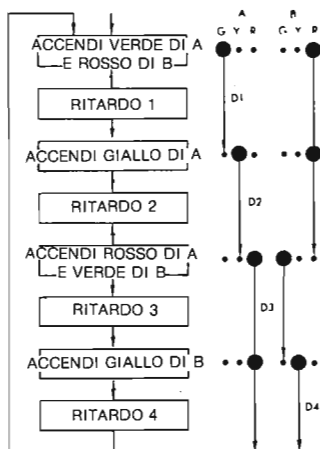 A B
G Y R G Y R
ACCENDI VERDE DI A
E ROSSO DI B
RITARDO 1
D1
ACCENDI GIALLO DI A
RITARDO 2
D2
ACCENDI ROSSO DI A
E VERDE DI B
RITARDO 3
D3
ACCENDI GIALLO DI B
RITARDO 4
D4